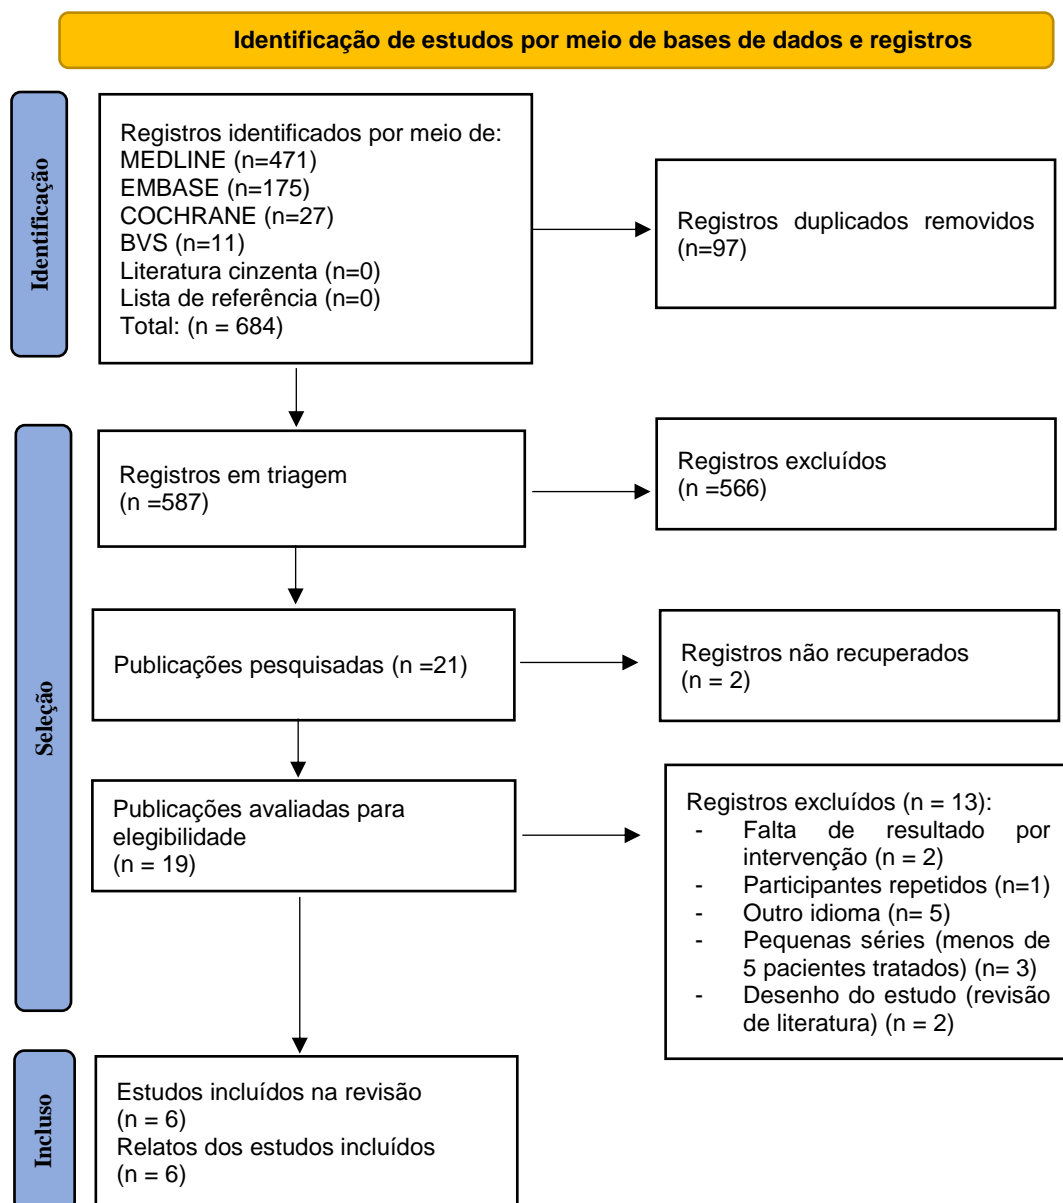 Identificação de estudos por meio de bases de dados e registros
Identificação
Registros identificados por meio de:
MEDLINE (n=471)
EMBASE (n=175)
COCHRANE (n=27)
BVS (n=11)
Literatura cinzenta (n=0)
Lista de referência (n=0)
Total: (n = 684)
Registros duplicados removidos
(n=97)
Seleção
Registros em triagem
(n =587)
Registros excluídos
(n =566)
Publicações pesquisadas (n =21)
Registros não recuperados
(n = 2)
Publicações avaliadas para
elegibilidade
(n = 19)
Registros excluídos (n = 13):
- Falta de resultado por
intervenção (n = 2)
- Participantes repetidos (n=1)
- Outro idioma (n= 5)
- Pequenas séries (menos de
5 pacientes tratados) (n= 3)
- Desenho do estudo (revisão
de literatura) (n = 2)
Incluso
Estudos incluídos na revisão
(n = 6)
Relatos dos estudos incluídos
(n = 6)